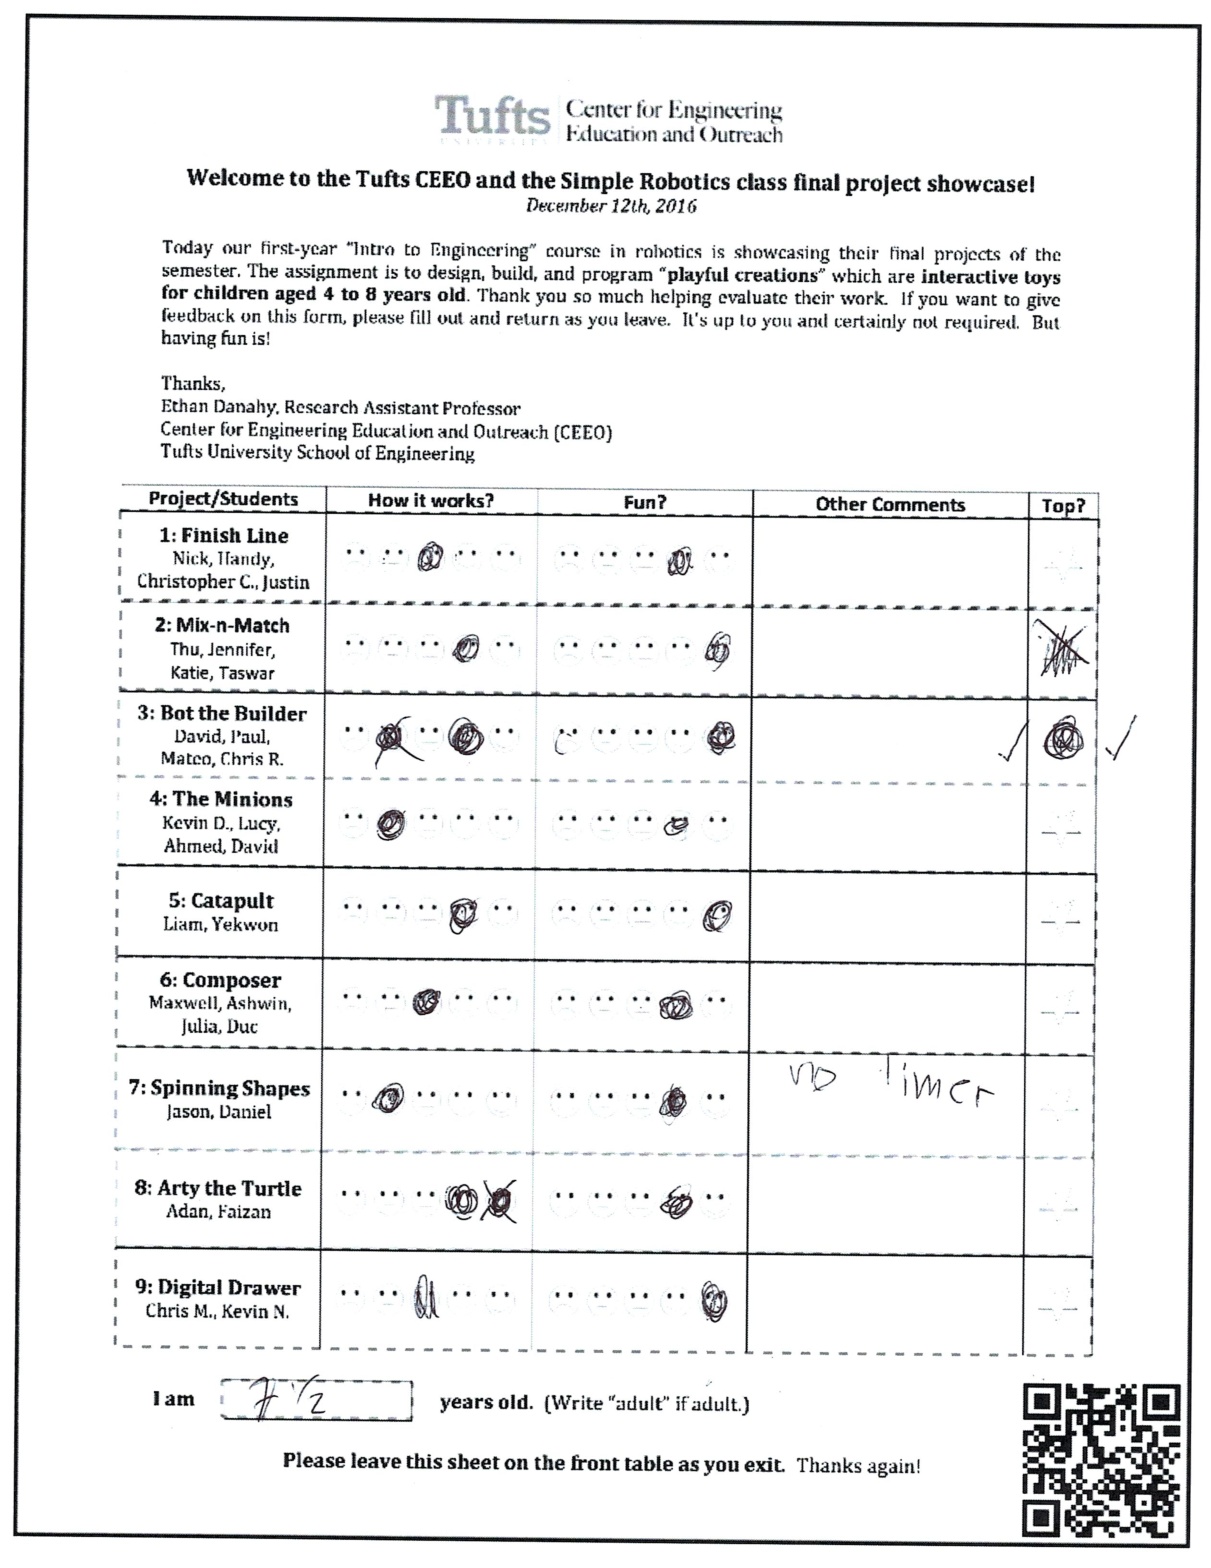 Tufts
UNIVERSITY
Center for Engineering
Education and Outreach
Welcome to the Tufts CEEO and the Simple Robotics class final project showcase!
December 12th, 2016
Today our first-year "Intro to Engineering" course in robotics is showcasing their final projects of the
semester. The assignment is to design, build, and program "playful creations" which are interactive toys
for children aged 4 to 8 years old. Thank you so much helping evaluate their work. If you want to give
feedback on this form, please fill out and return as you leave. It's up to you and certainly not required. But
having fun is!
Thanks,
Ethan Danahy, Research Assistant Professor
Center for Engineering Education and Outreach (CEEO)
Tufts University School of Engineering
Project/Students How it works? Fun? Other Comments Top?
1: Finish Line
Nick, Handy,
Christopher C., Justin
2: Mix-n-Match
Thu, Jennifer,
Katie, Taswar
3: Bot the Builder
David, Paul,
Mateo, Chris R.
4: The Minions
Kevin D., Lucy,
Ahmed, David
5: Catapult
Liam, Yekwon
6: Composer
Maxwell, Ashwin,
Julia, Duc
7: Spinning Shapes
Jason, Daniel
no Timer
8: Arty the Turtle
Adan, Faizan
9: Digital Drawer
Chris M., Kevin N.
I am 7 1/2 years old. (Write "adult" if adult.)
Please leave this sheet on the front table as you exit. Thanks again!